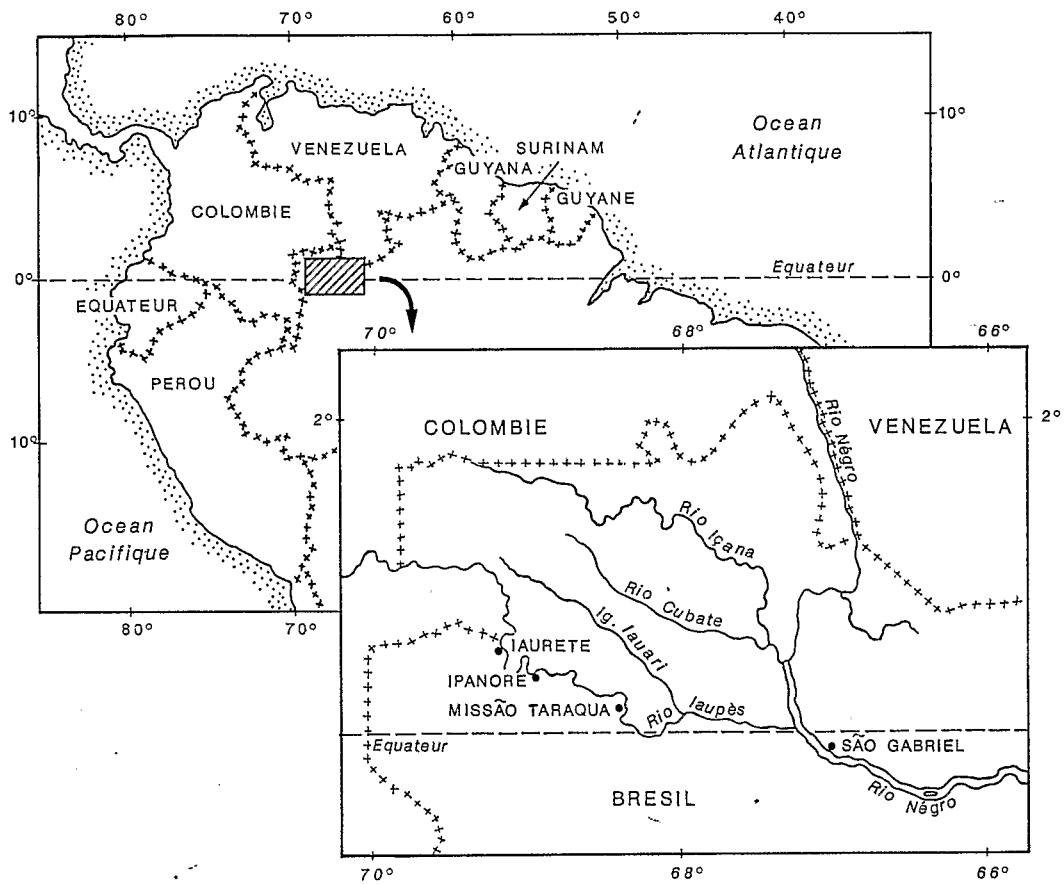 80° 70° 60° 50° 40°
10° 10°
Ocean
Atlantique
VENEZUELA
SURINAM
GUYANA
GUYANE
COLOMBIE
0° Equateur 0°
EQUATEUR
PEROU
10°
Ocean
Pacifique
80° 70°
70° 68° 66°
2° 2°
COLOMBIE
VENEZUELA
Rio Négro
Rio Içana
Rio Cubate
Ig. Iauari
IAURETE
IPANORÉ
MISSÃO TARAQUA
Rio Iaupès
Equateur
SÃO GABRIEL
Rio Négro
BRESIL
70° 68° 66°